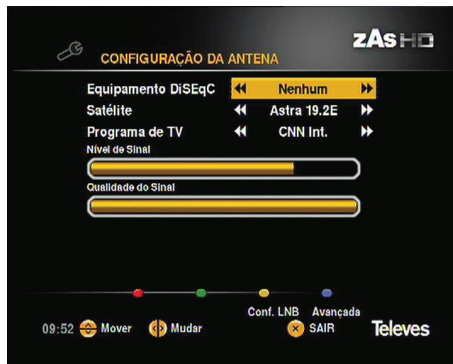 zAs HD
CONFIGURAÇÃO DA ANTENA
Equipamento DiSEqC Nenhum
Satélite Astra 19.2E
Programa de TV CNN Int.
Nível de Sinal
Qualidade do Sinal
Conf. LNB Avançada
09:52 Mover Mudar SAIR Televes